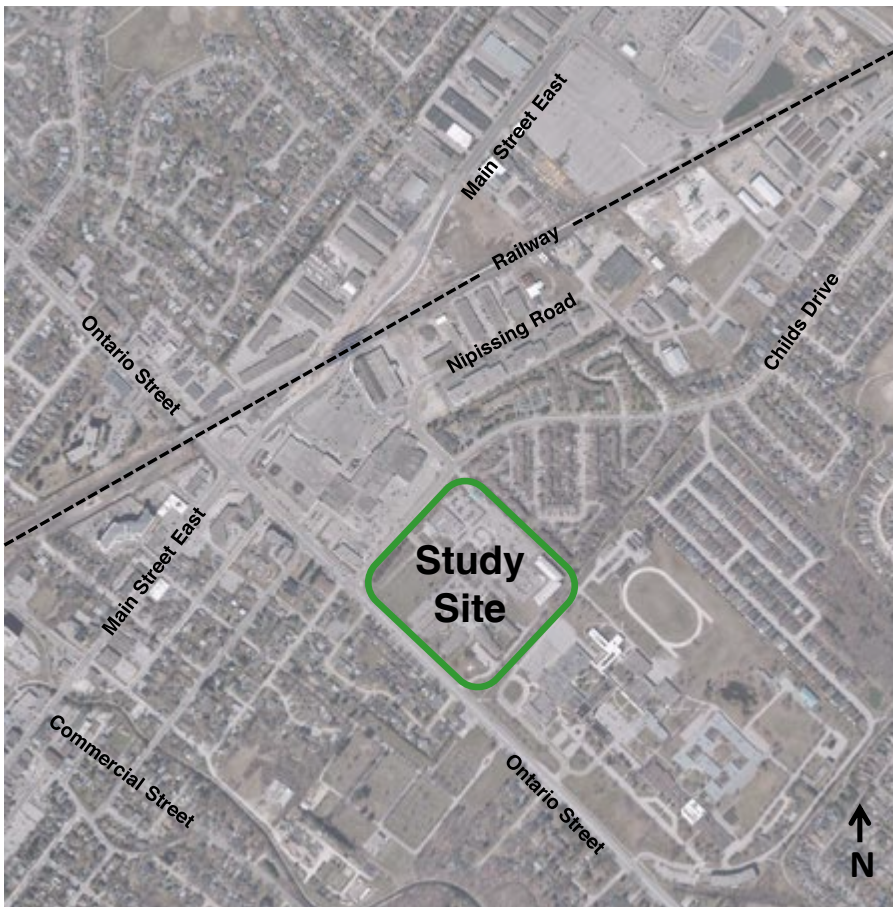 Main Street East
Railway
Nipissing Road
Childs Drive
Ontario Street
Main Street East
Study
Site
Commercial Street
Ontario Street
N